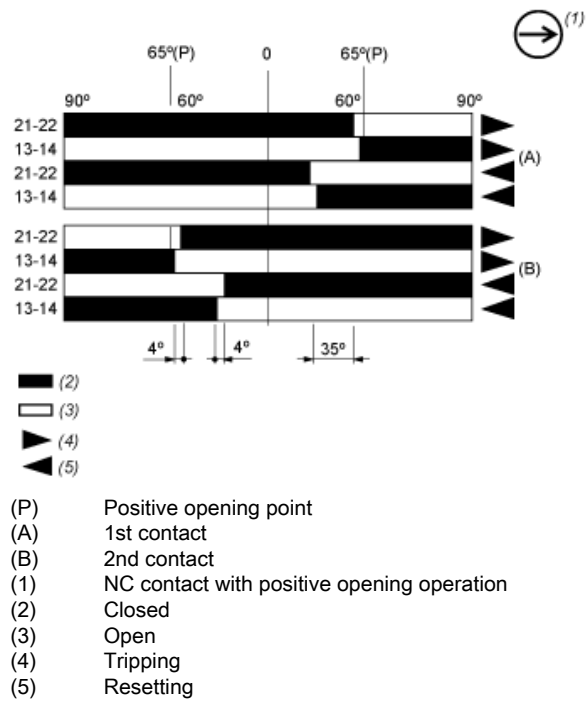 (1)
65º(P) 0 65º(P)
90º 60º 60º 90º
21-22
13-14
(A)
21-22
13-14
21-22
13-14
(B)
21-22
13-14
4º 4º 35º
(2)
(3)
(4)
(5)
(P) Positive opening point
(A) 1st contact
(B) 2nd contact
(1) NC contact with positive opening operation
(2) Closed
(3) Open
(4) Tripping
(5) Resetting